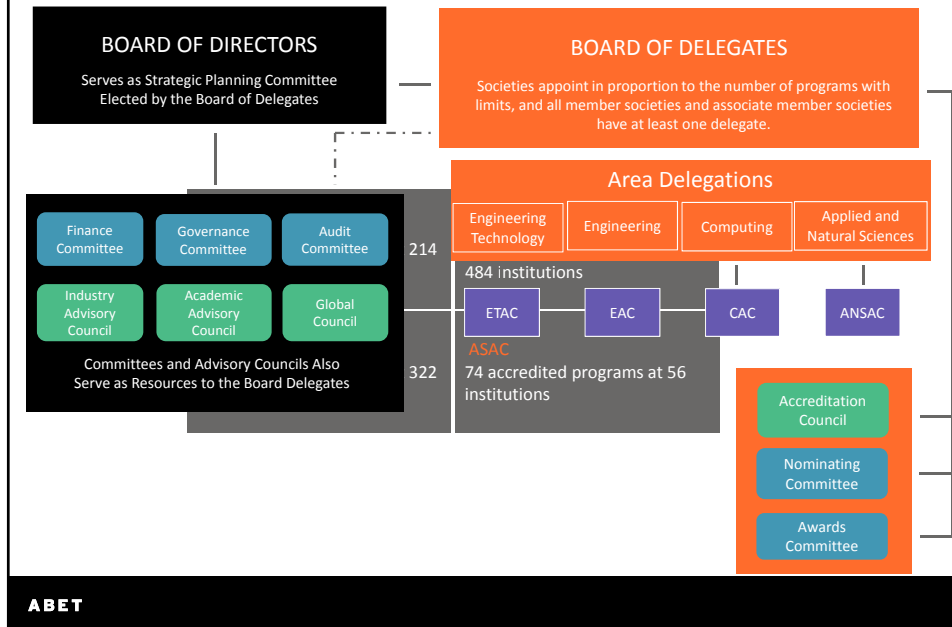 BOARD OF DIRECTORS
Serves as Strategic Planning Committee
Elected by the Board of Delegates
BOARD OF DELEGATES
Societies appoint in proportion to the number of programs with
limits, and all member societies and associate member societies
have at least one delegate.
Area Delegations
Engineering
Technology
Engineering
Computing
Applied and
Natural Sciences
Finance
Committee
Governance
Committee
Audit
Committee
214
484 institutions
Industry
Advisory
Council
Academic
Advisory
Council
Global
Council
ETAC
EAC
CAC
ANSAC
Committees and Advisory Councils Also
Serve as Resources to the Board Delegates
322
ASAC
74 accredited programs at 56
institutions
Accreditation
Council
Nominating
Committee
Awards
Committee
ABET